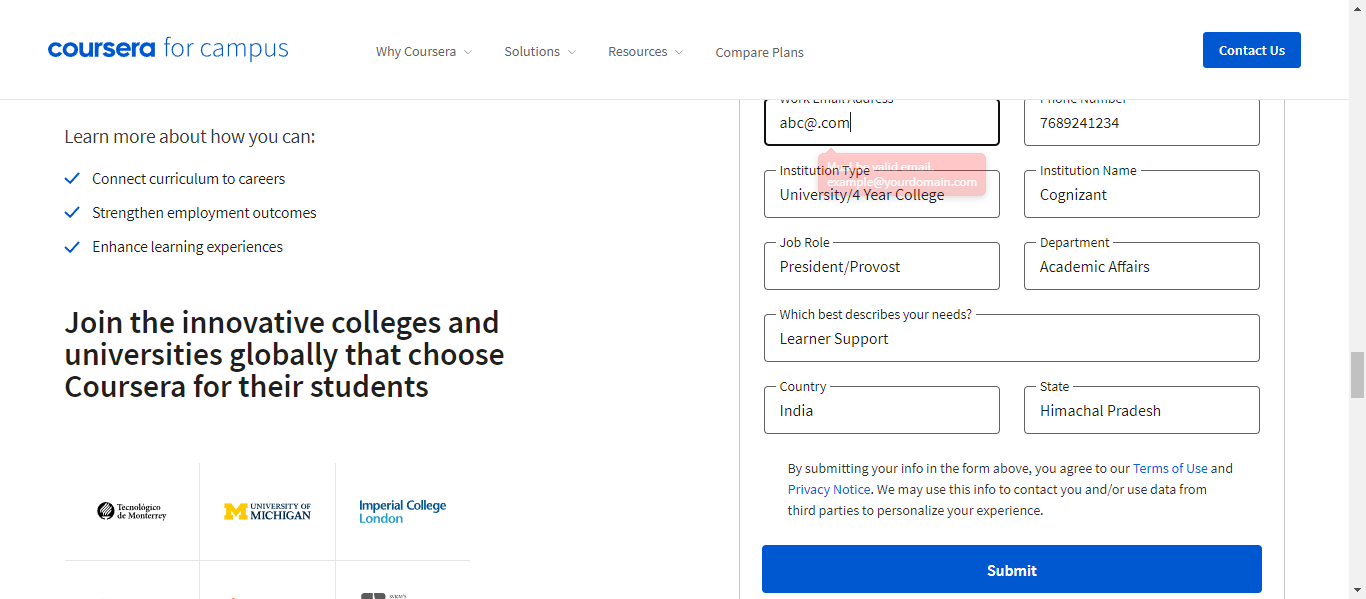 coursera for campus
Why Coursera
Solutions
Resources
Compare Plans
Contact Us
Learn more about how you can:
Connect curriculum to careers
Strengthen employment outcomes
Enhance learning experiences
Join the innovative colleges and
universities globally that choose
Coursera for their students
Tecnológico
de Monterrey
M UNIVERSITY OF
MICHIGAN
Imperial College
London
Work Email Address
abc@.com
Phone Number
7689241234
be valid email.
example@yourdomain.com
Institution Type
University/4 Year College
Institution Name
Cognizant
Job Role
President/Provost
Department
Academic Affairs
Which best describes your needs?
Learner Support
Country
India
State
Himachal Pradesh
By submitting your info in the form above, you agree to our Terms of Use and
Privacy Notice. We may use this info to contact you and/or use data from
third parties to personalize your experience.
Submit